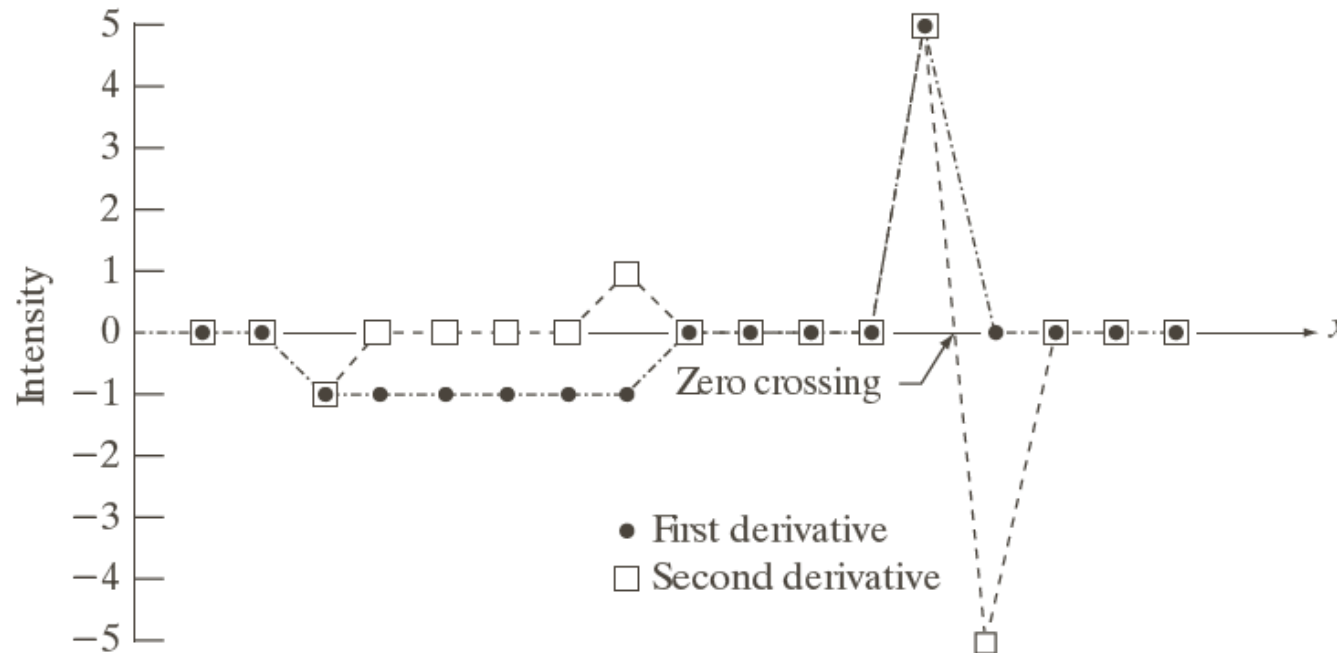 5
4
3
2
1
0
−1
−2
−3
−4
−5
Intensity
x
Zero crossing
First derivative
Second derivative